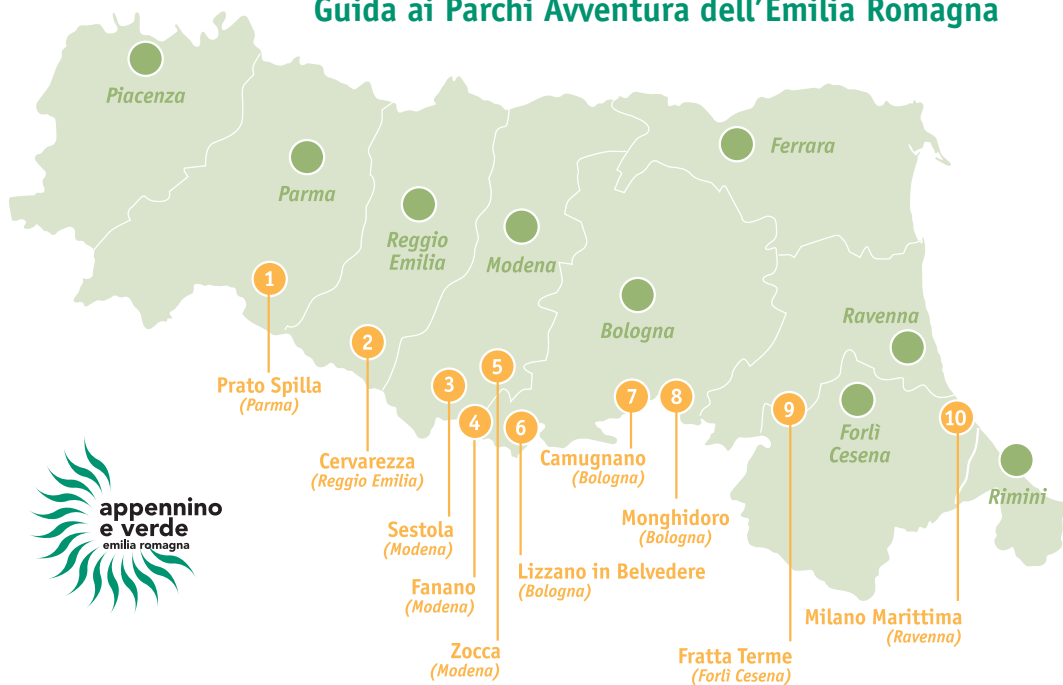 Guida ai Parchi Avventura dell'Emilia Romagna
Piacenza
Parma
Reggio
Emilia
Modena
Bologna
Ferrara
Ravenna
Forlì
Cesena
Rimini
1
Prato Spilla
(Parma)
2
Cervarezza
(Reggio Emilia)
3
Sestola
(Modena)
4
Fanano
(Modena)
5
Zocca
(Modena)
6
Lizzano in Belvedere
(Bologna)
7
Camugnano
(Bologna)
8
Monghidoro
(Bologna)
9
Fratta Terme
(Forlì Cesena)
10
Milano Marittima
(Ravenna)
appennino
e verde
emilia romagna